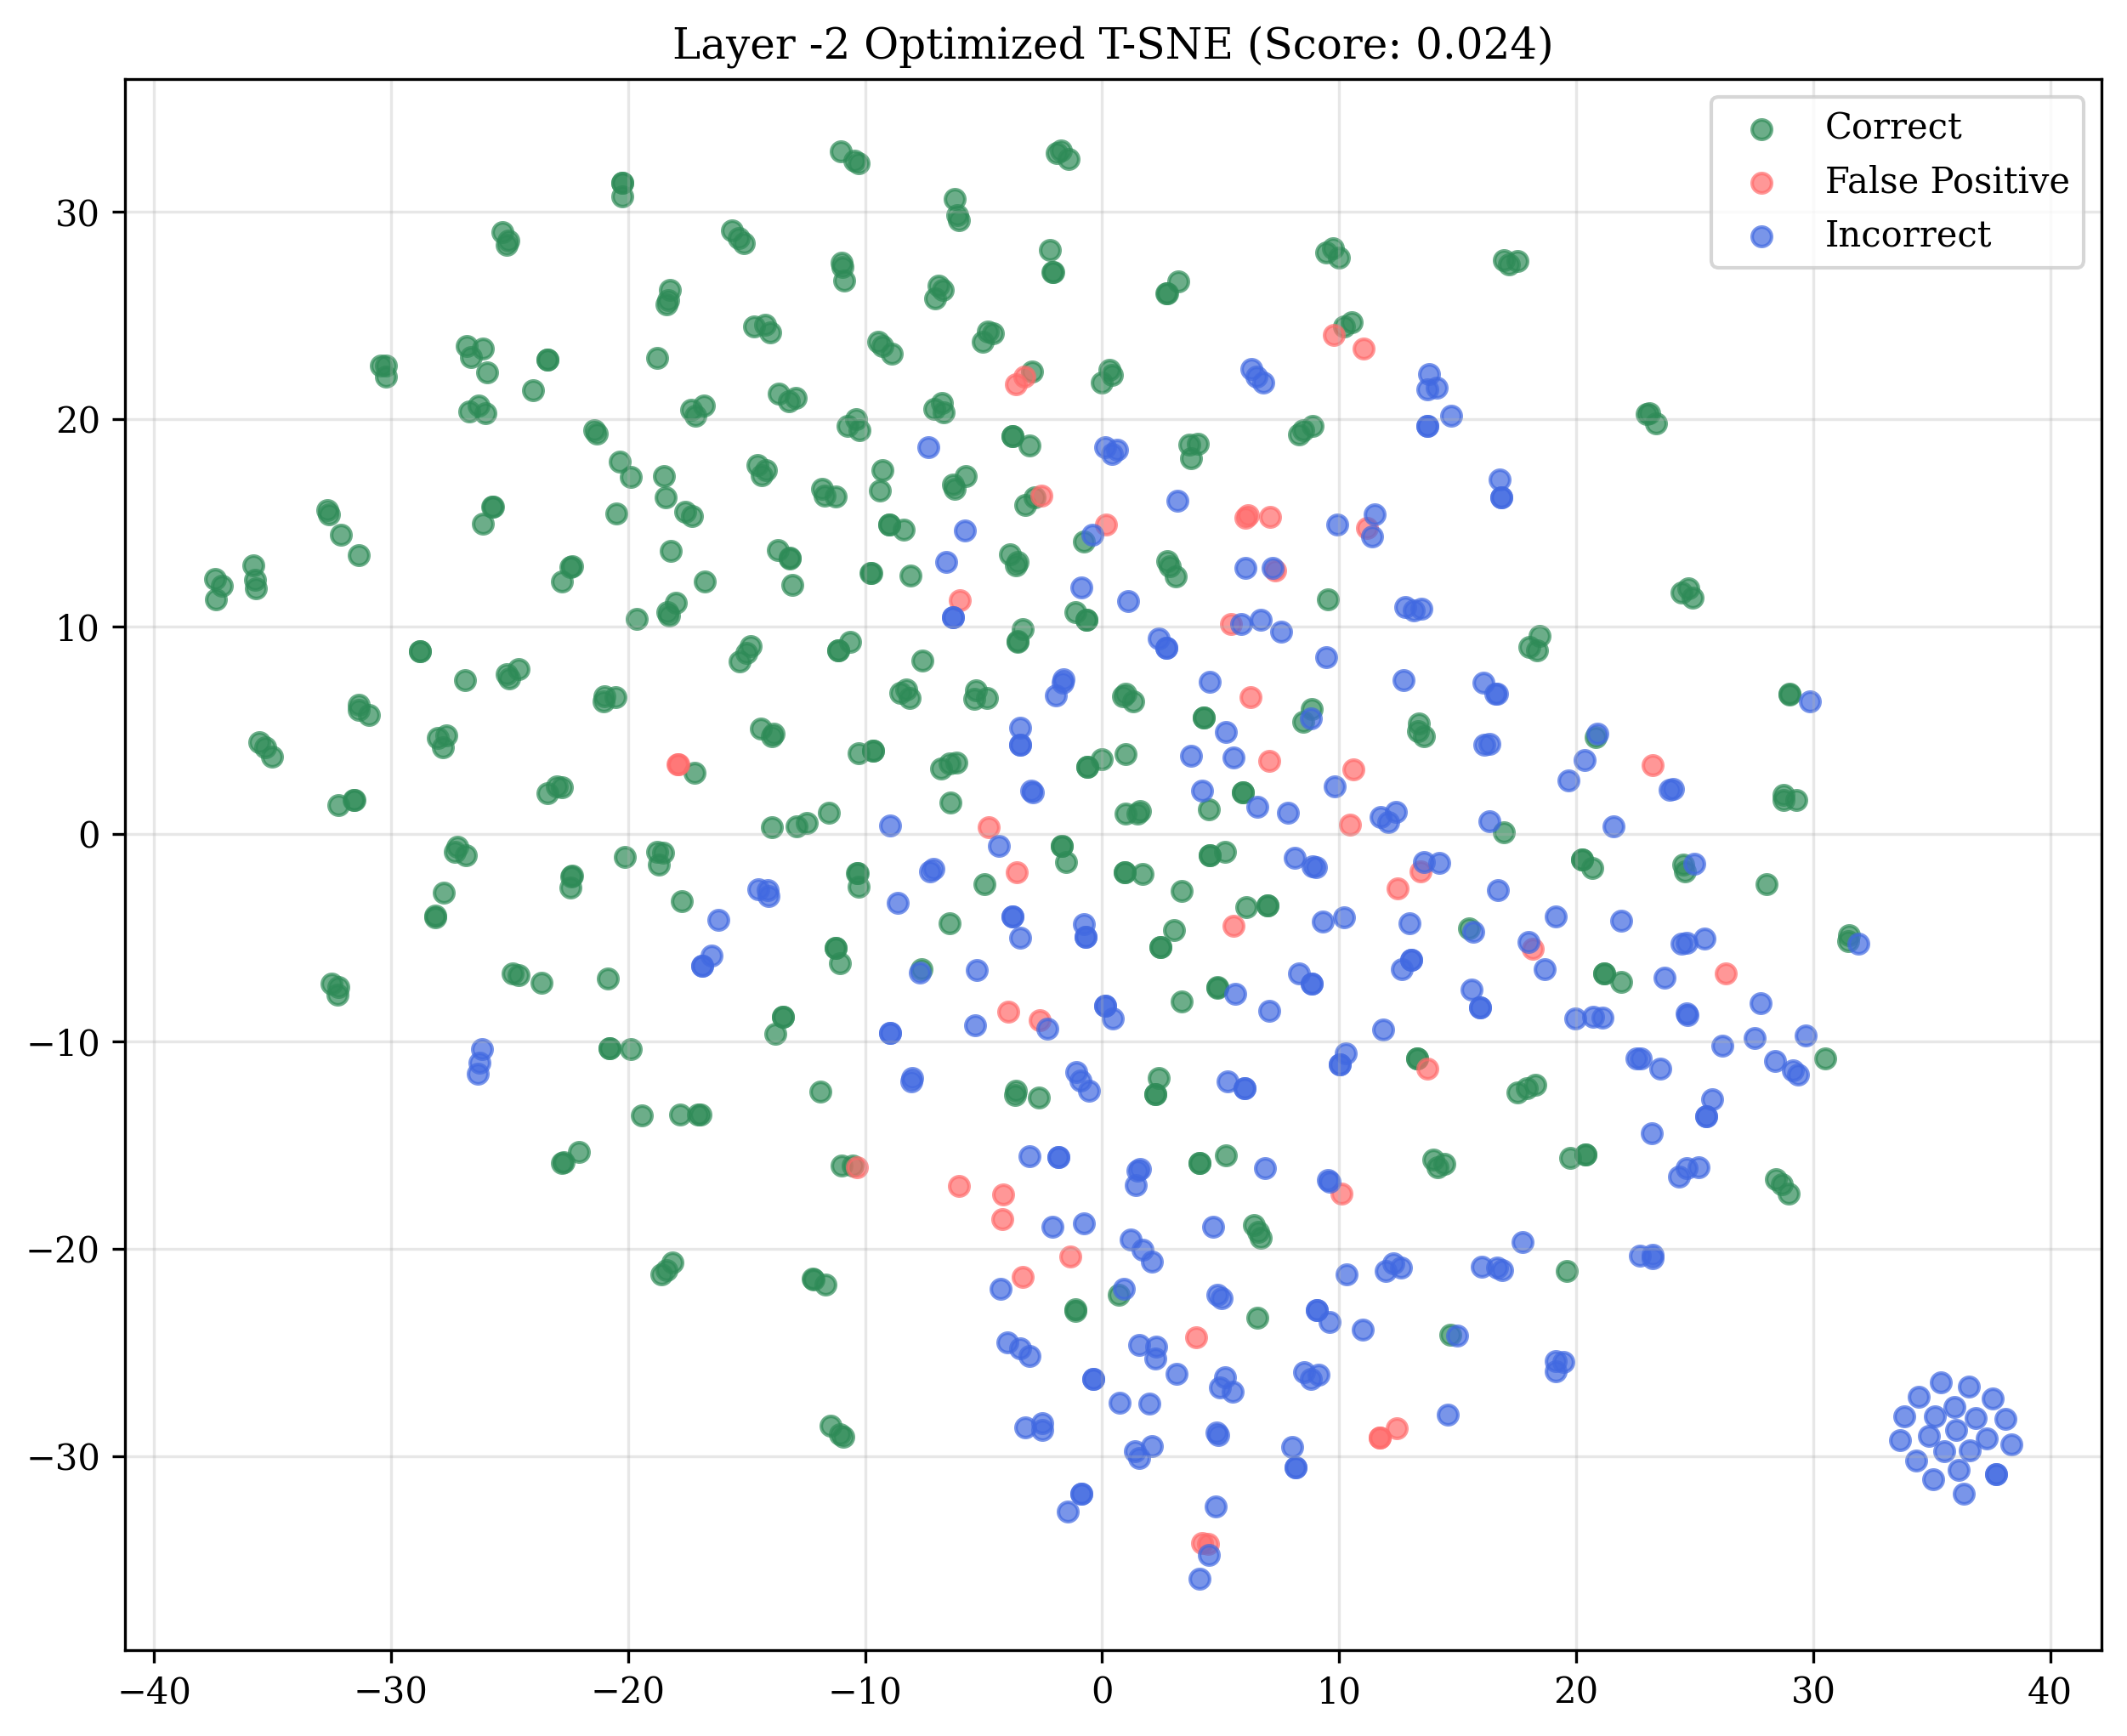 Layer -2 Optimized T-SNE (Score: 0.024)
Correct
False Positive
Incorrect
30
20
10
0
−10
−20
−30
−40 −30 −20 −10 0 10 20 30 40